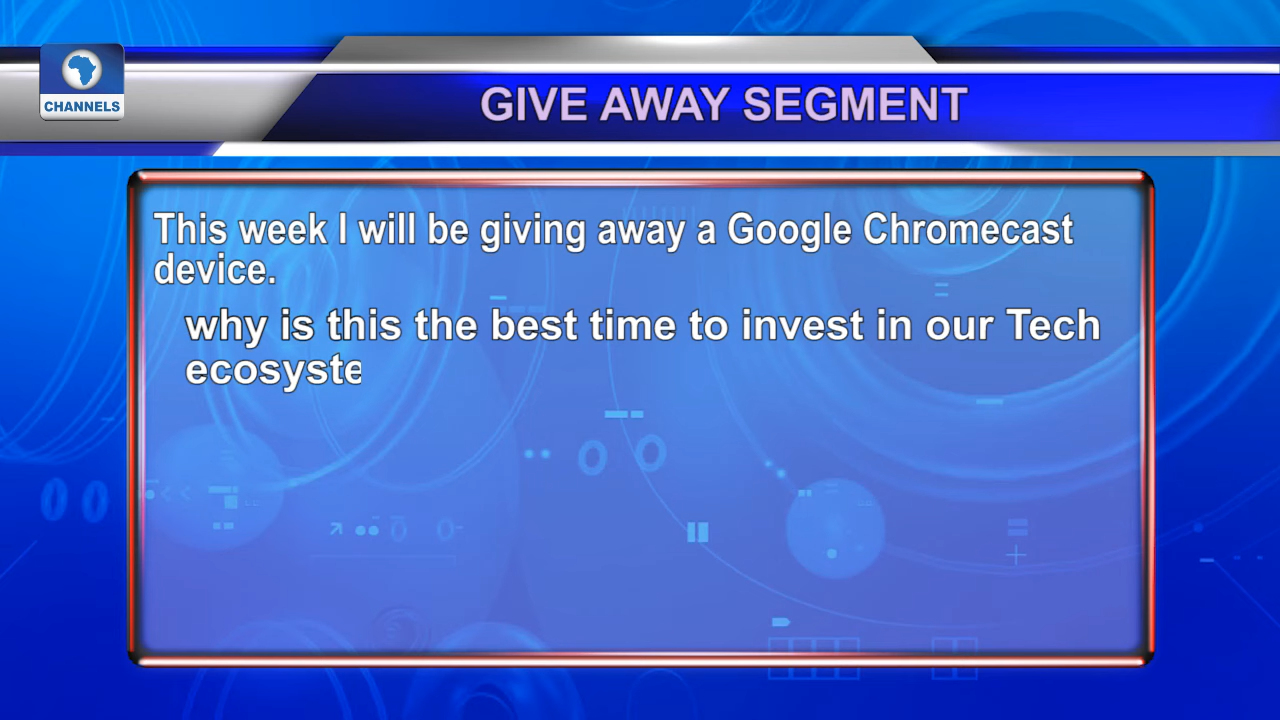 CHANNELS
GIVE AWAY SEGMENT
This week I will be giving away a Google Chromecast
device.
why is this the best time to invest in our Tech
ecosyste